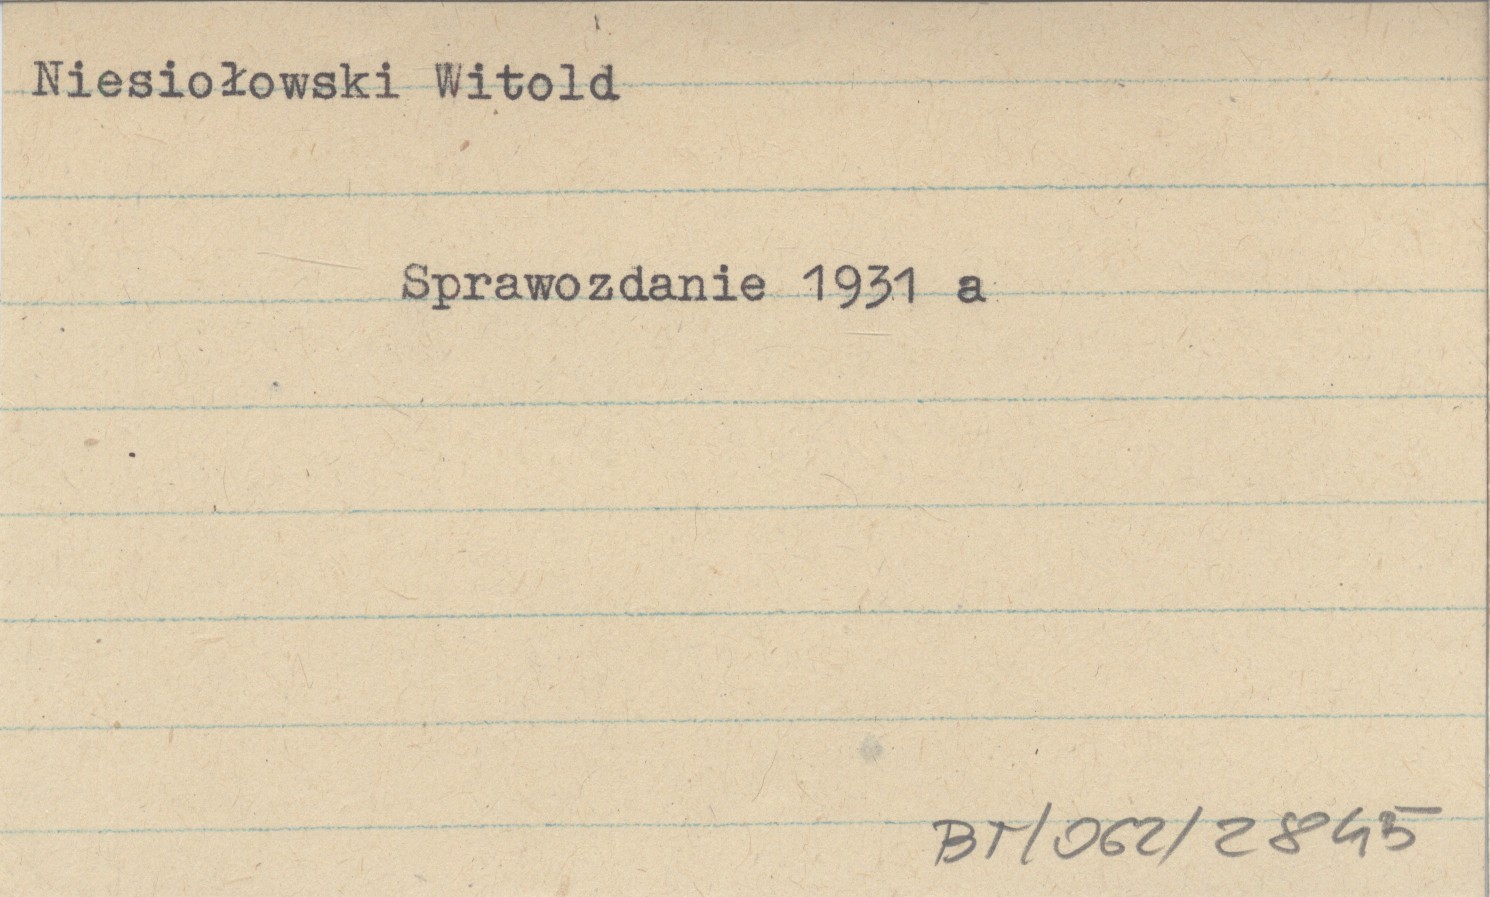 Niesiołowski Witold
Sprawozdanie 1931 a
BT/062/2845